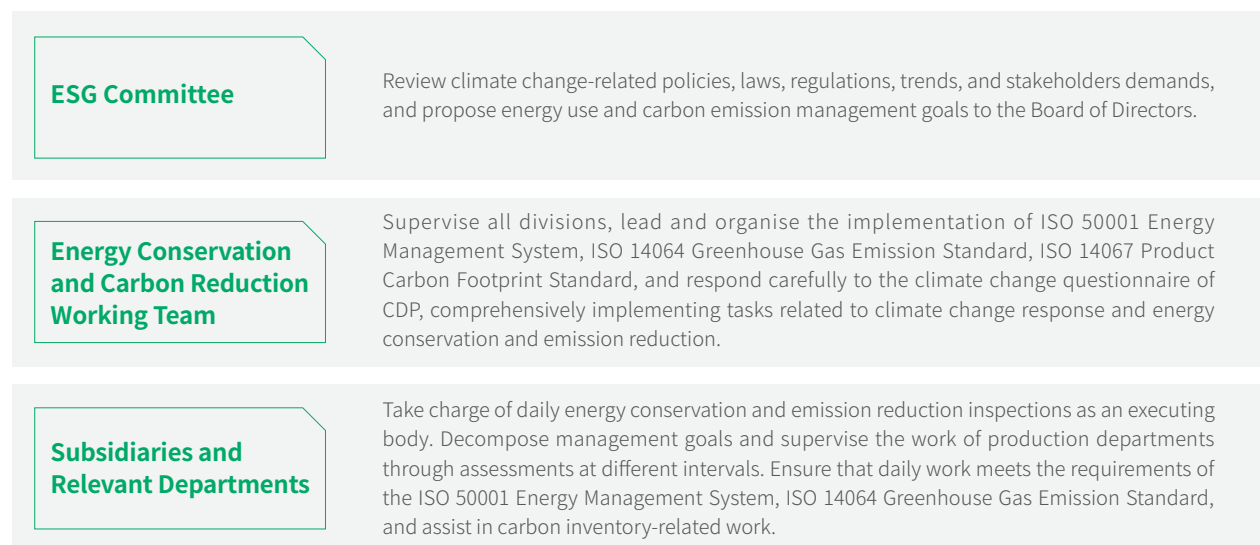 ESG Committee
Review climate change-related policies, laws, regulations, trends, and stakeholders demands,
and propose energy use and carbon emission management goals to the Board of Directors.
Energy Conservation
and Carbon Reduction
Working Team
Supervise all divisions, lead and organise the implementation of ISO 50001 Energy
Management System, ISO 14064 Greenhouse Gas Emission Standard, ISO 14067 Product
Carbon Footprint Standard, and respond carefully to the climate change questionnaire of
CDP, comprehensively implementing tasks related to climate change response and energy
conservation and emission reduction.
Subsidiaries and
Relevant Departments
Take charge of daily energy conservation and emission reduction inspections as an executing
body. Decompose management goals and supervise the work of production departments
through assessments at different intervals. Ensure that daily work meets the requirements of
the ISO 50001 Energy Management System, ISO 14064 Greenhouse Gas Emission Standard,
and assist in carbon inventory-related work.